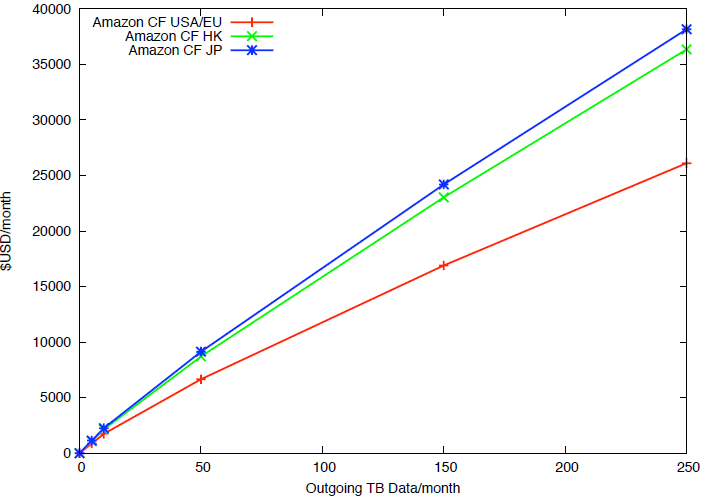 Amazon CF USA/EU
Amazon CF HK
Amazon CF JP
40000
35000
30000
25000
20000
15000
10000
5000
0
$USD/month
0 50 100 150 200 250
Outgoing TB Data/month